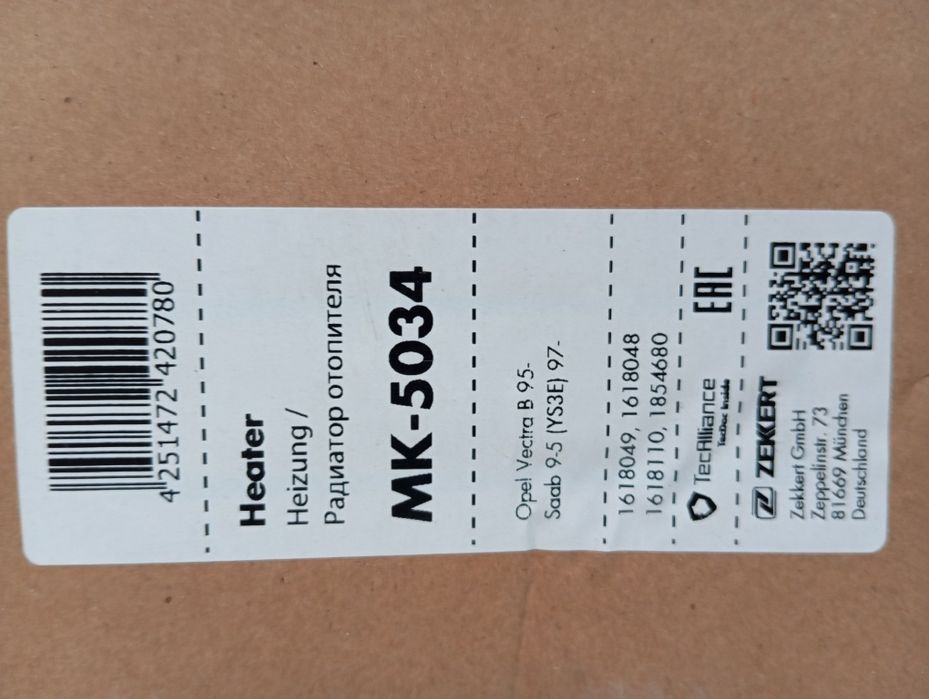 4 251472 420780
Heater
Heizung /
Радиатор отопителя
MK-5034
Opel Vectra B 95-
Saab 9-5 (YS3E) 97-
1618049, 1618048
1618110, 1854680
TecAlliance
TecDoc Inside
EAC
ZEKKERT
Zekkert GmbH
Zeppelinstr. 73
81669 München
Deutschland